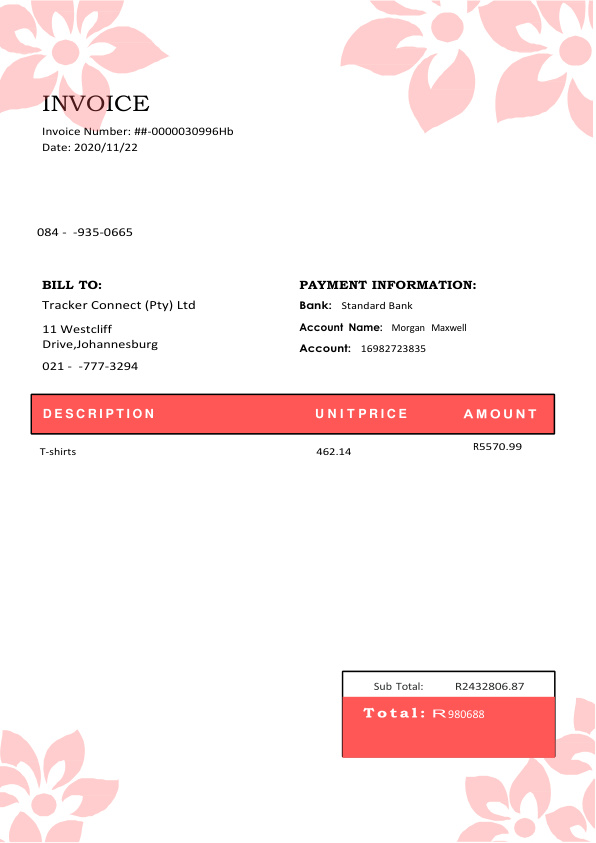 INVOICE
Invoice Number: ##-0000030996Hb
Date: 2020/11/22
084 - -935-0665
BILL TO:
Tracker Connect (Pty) Ltd
11 Westcliff
Drive,Johannesburg
021 - -777-3294
PAYMENT INFORMATION:
Bank: Standard Bank
Account Name: Morgan Maxwell
Account: 16982723835
DESCRIPTION UNITPRICE AMOUNT
T-shirts 462.14 R5570.99
Sub Total: R2432806.87
Total: R980688